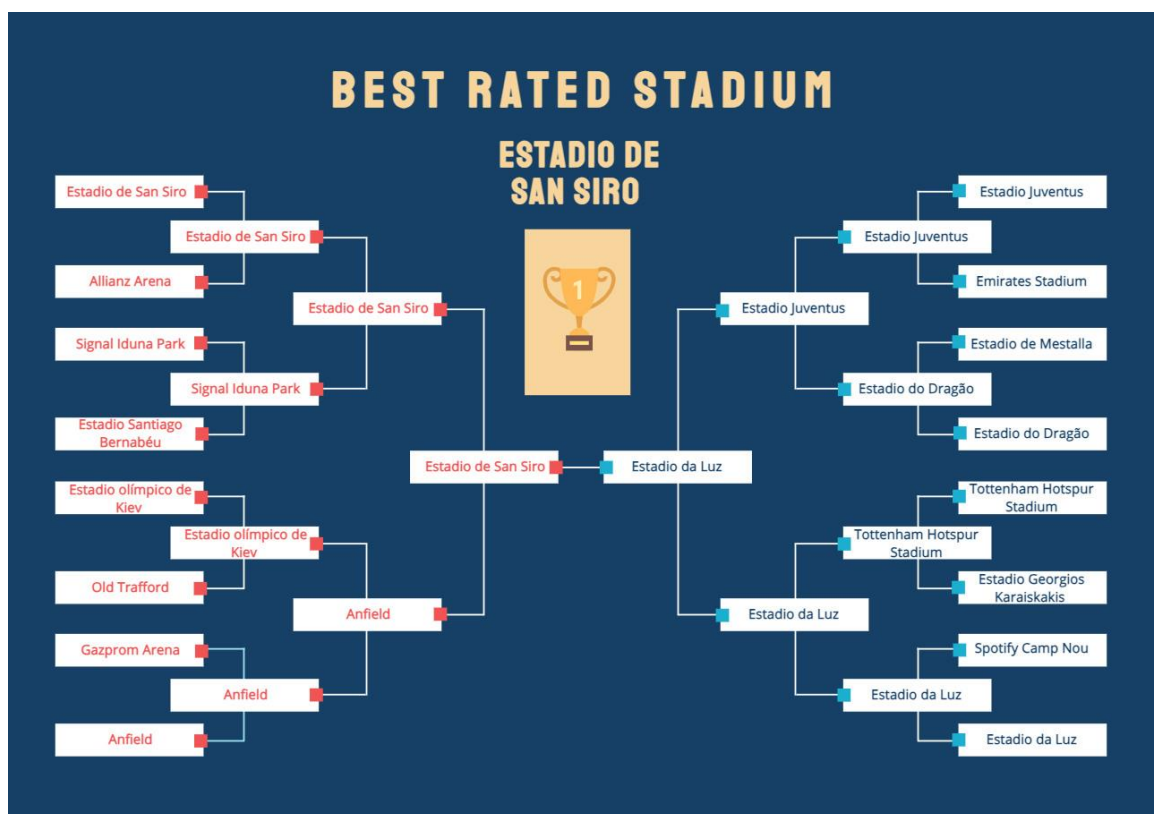 BEST RATED STADIUM
ESTADIO DE
SAN SIRO
1
Estadio de San Siro
Allianz Arena
Signal Iduna Park
Estadio Santiago
Bernabéu
Estadio olímpico de
Kiev
Old Trafford
Gazprom Arena
Anfield
Estadio de San Siro
Signal Iduna Park
Estadio olímpico de
Kiev
Anfield
Estadio de San Siro
Anfield
Estadio de San Siro
Estadio da Luz
Estadio Juventus
Estadio da Luz
Estadio Juventus
Estadio do Dragão
Tottenham Hotspur
Stadium
Estadio da Luz
Estadio Juventus
Emirates Stadium
Estadio de Mestalla
Estadio do Dragão
Tottenham Hotspur
Stadium
Estadio Georgios
Karaiskakis
Spotify Camp Nou
Estadio da Luz